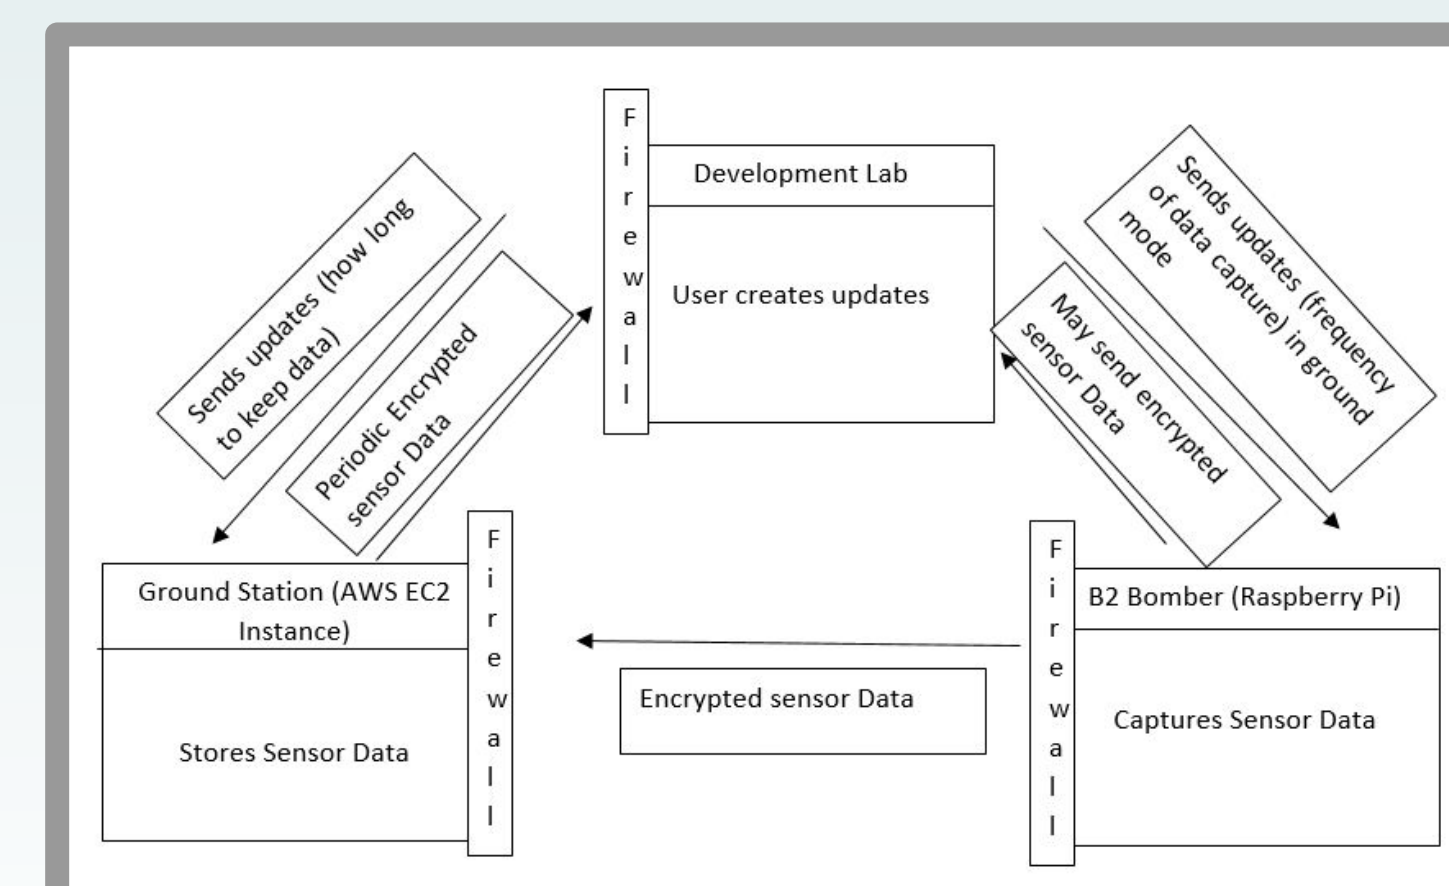 F
i
r
e
w
a
l
l
Development Lab
User creates updates
Sends updates (how long
to keep data)
Periodic Encrypted
sensor Data
Sends updates (frequency
of data capture) in ground
mode
May send encrypted
sensor Data
Ground Station (AWS EC2
Instance)
Stores Sensor Data
F
i
r
e
w
a
l
l
Encrypted sensor Data
F
i
r
e
w
a
l
l
B2 Bomber (Raspberry Pi)
Captures Sensor Data